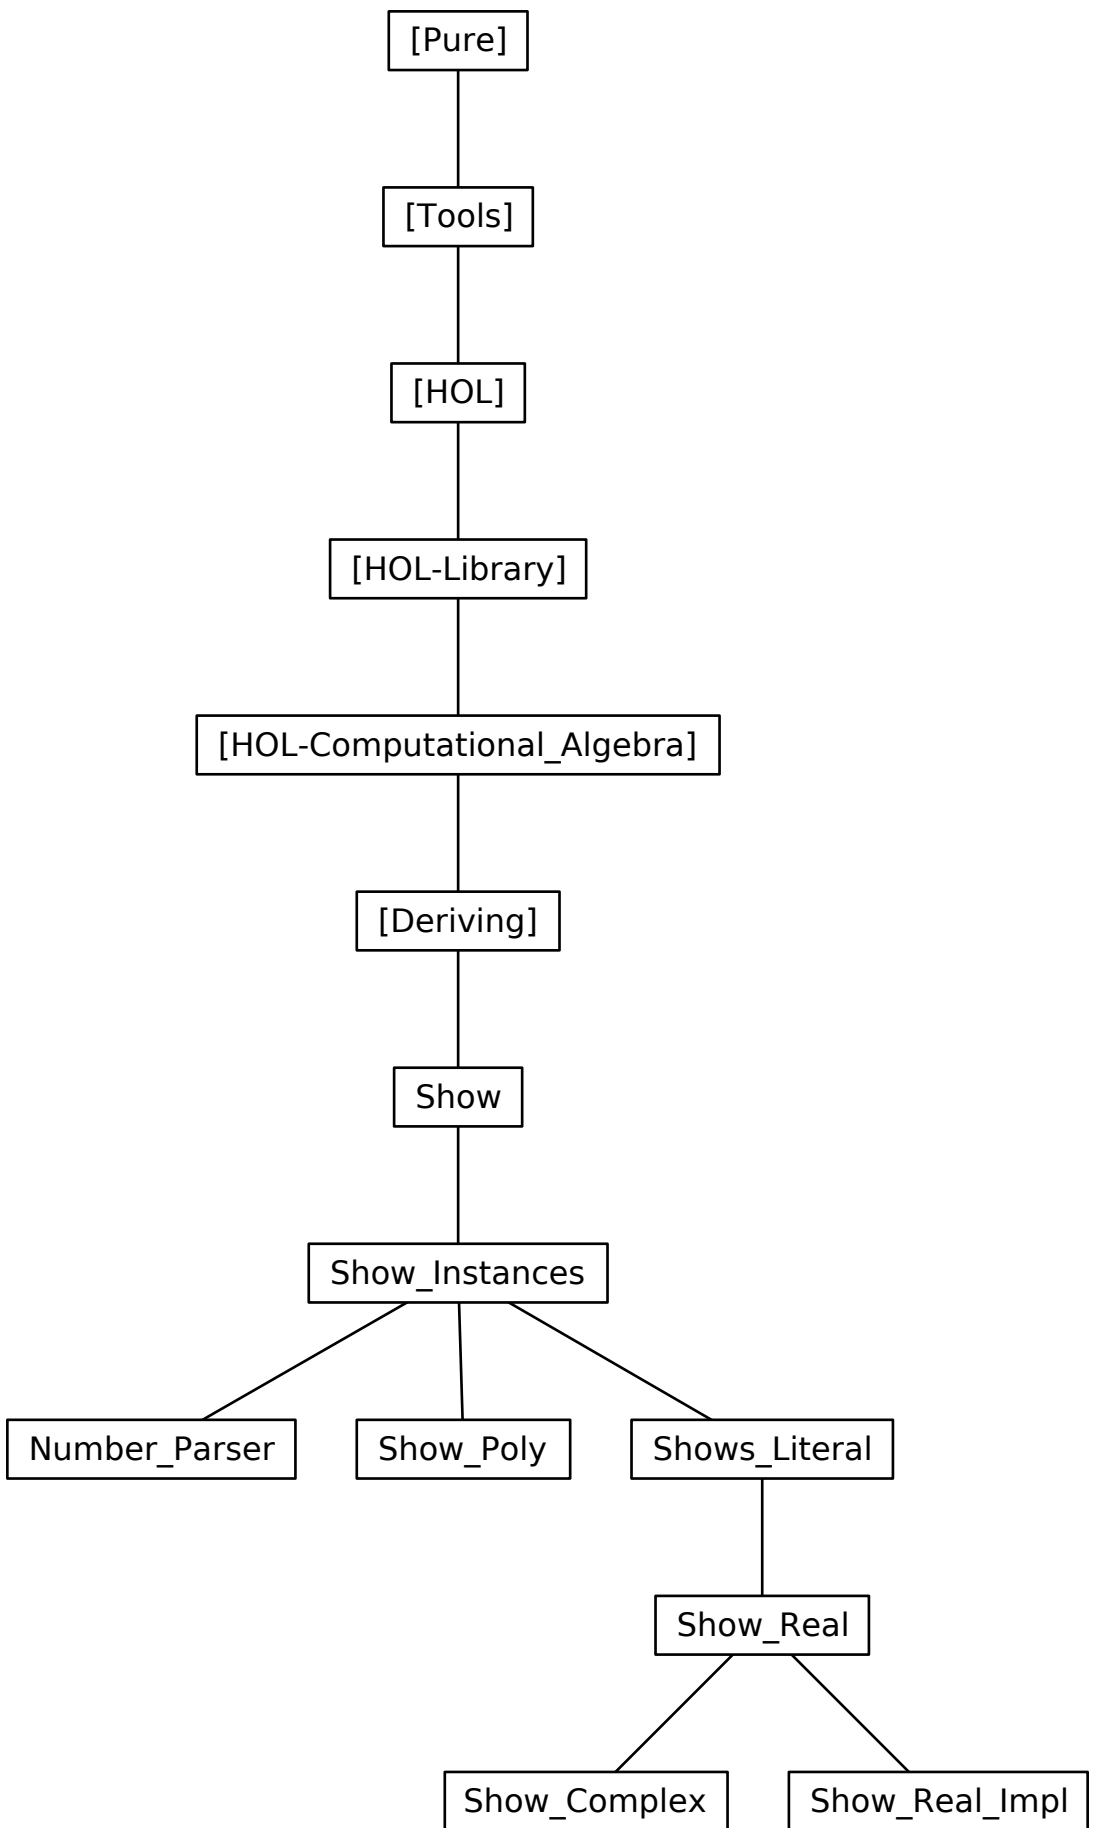 [Pure]
[Tools]
[HOL]
[HOL-Library]
[HOL-Computational_Algebra]
[Deriving]
Show
Show_Instances
Number_Parser
Show_Poly
Shows_Literal
Show_Real
Show_Complex
Show_Real_Impl